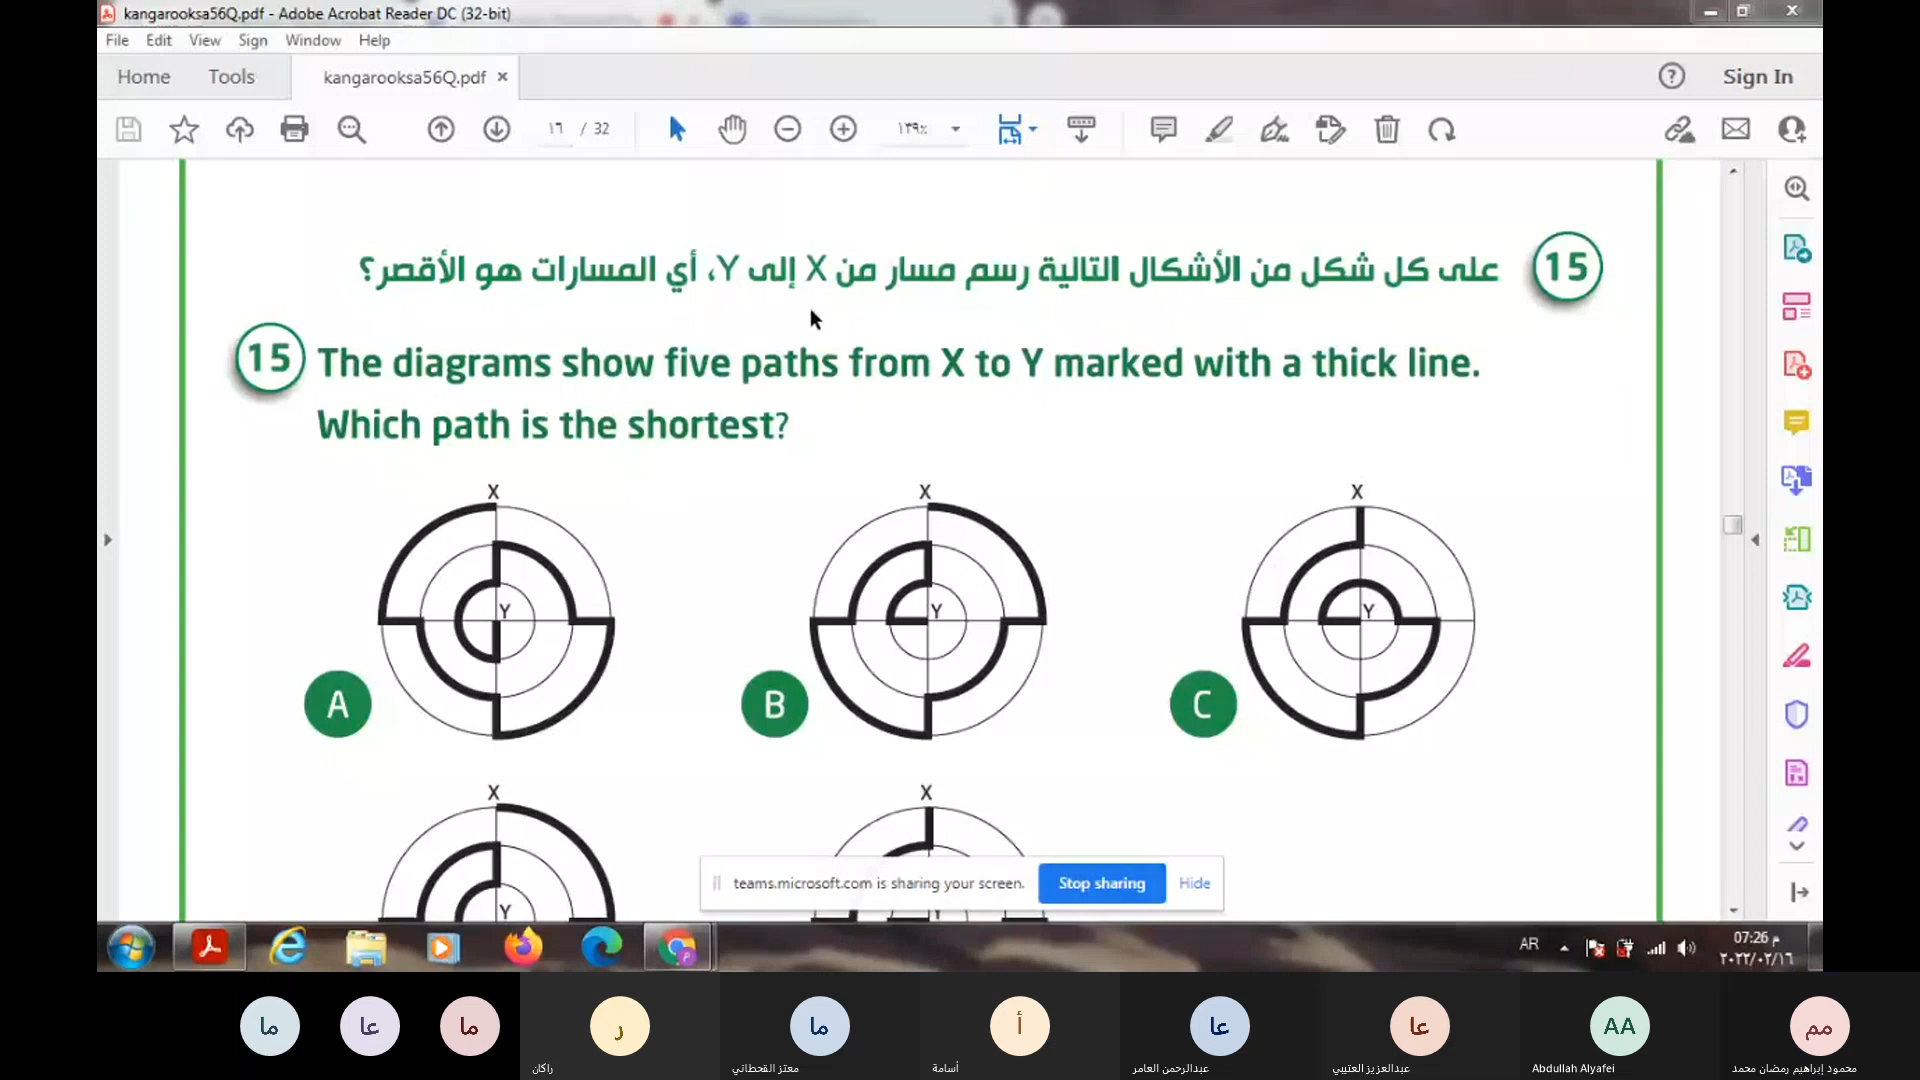 kangarooksa56Q.pdf - Adobe Acrobat Reader DC (32-bit)
File Edit View Sign Window Help
Home Tools kangarooksa56Q.pdf × Sign In
١٦ / 32 ١٣٩%
15 على كل شكل من الأشكال التالية رسم مسار من X إلى Y، أي المسارات هو الأقصر؟
15 The diagrams show five paths from X to Y marked with a thick line.
Which path is the shortest?
X X X
Y Y Y
A B C
X X
teams.microsoft.com is sharing your screen. Stop sharing Hide
Y Y
AR 07:26 م
٢٠٢٢/٠٢/١٦
ما عا ما ر ما أ عا عا AA مم
راكان معتز القحطاني أسامة عبدالرحمن العامر عبدالعزيز العتيبي Abdullah Alyafei محمود إبراهيم رمضان محمد